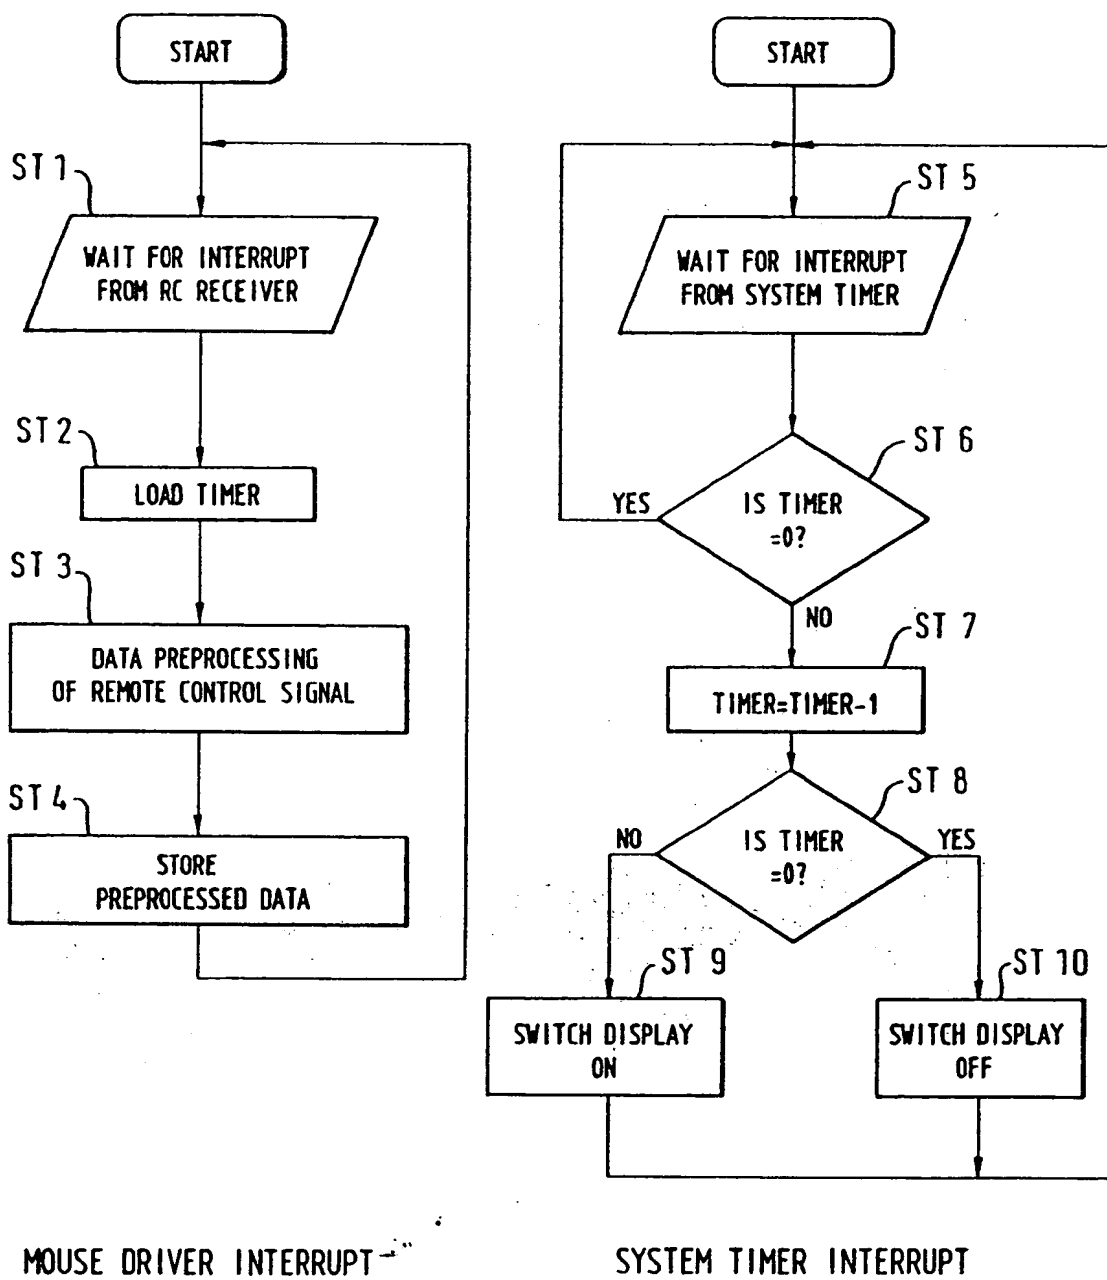 START
ST 1
WAIT FOR INTERRUPT
FROM RC RECEIVER
ST 2
LOAD TIMER
ST 3
DATA PREPROCESSING
OF REMOTE CONTROL SIGNAL
ST 4
STORE
PREPROCESSED DATA
MOUSE DRIVER INTERRUPT
START
ST 5
WAIT FOR INTERRUPT
FROM SYSTEM TIMER
ST 6
YES
IS TIMER
=0?
NO
ST 7
TIMER=TIMER-1
ST 8
NO
IS TIMER
=0?
YES
ST 9
SWITCH DISPLAY
ON
ST 10
SWITCH DISPLAY
OFF
SYSTEM TIMER INTERRUPT